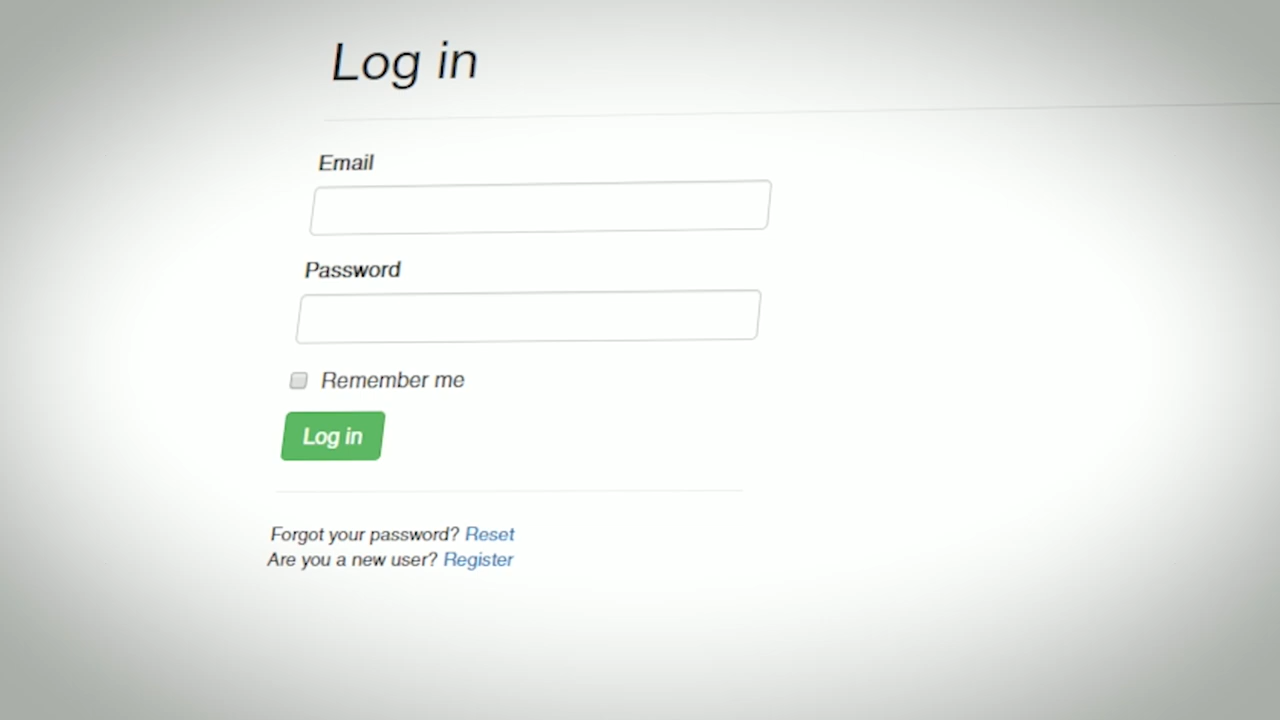 Log in
Email
Password
Remember me
Log in
Forgot your password? Reset
Are you a new user? Register